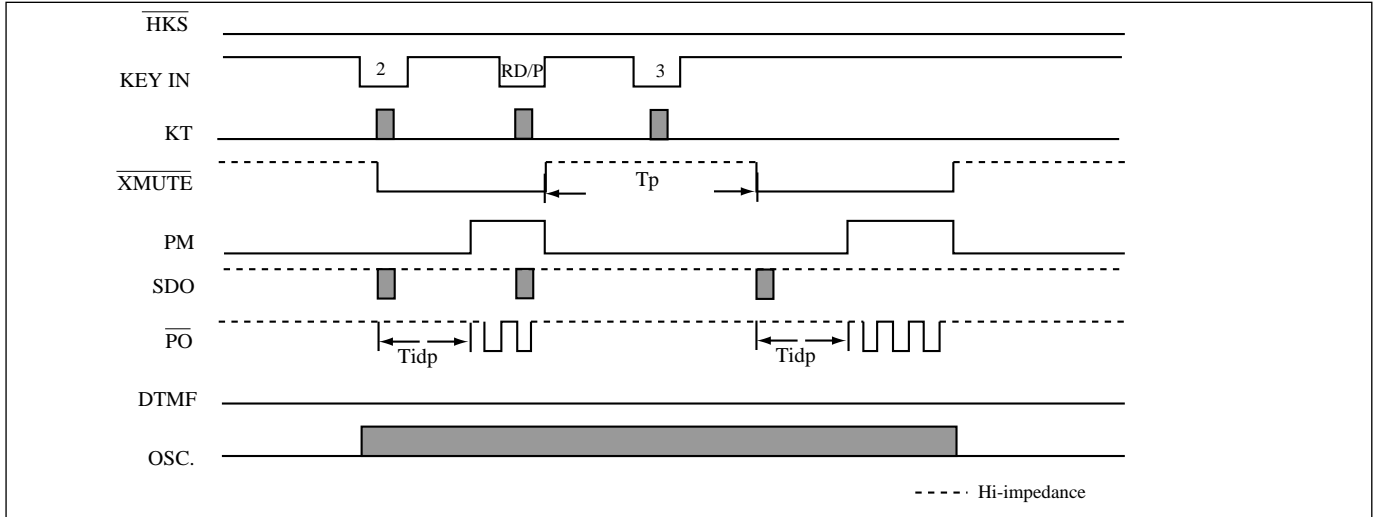 HKS
KEY IN
2
RD/P
3
KT
XMUTE
Tp
PM
SDO
PO
Tidp
Tidp
DTMF
OSC.
Hi-impedance